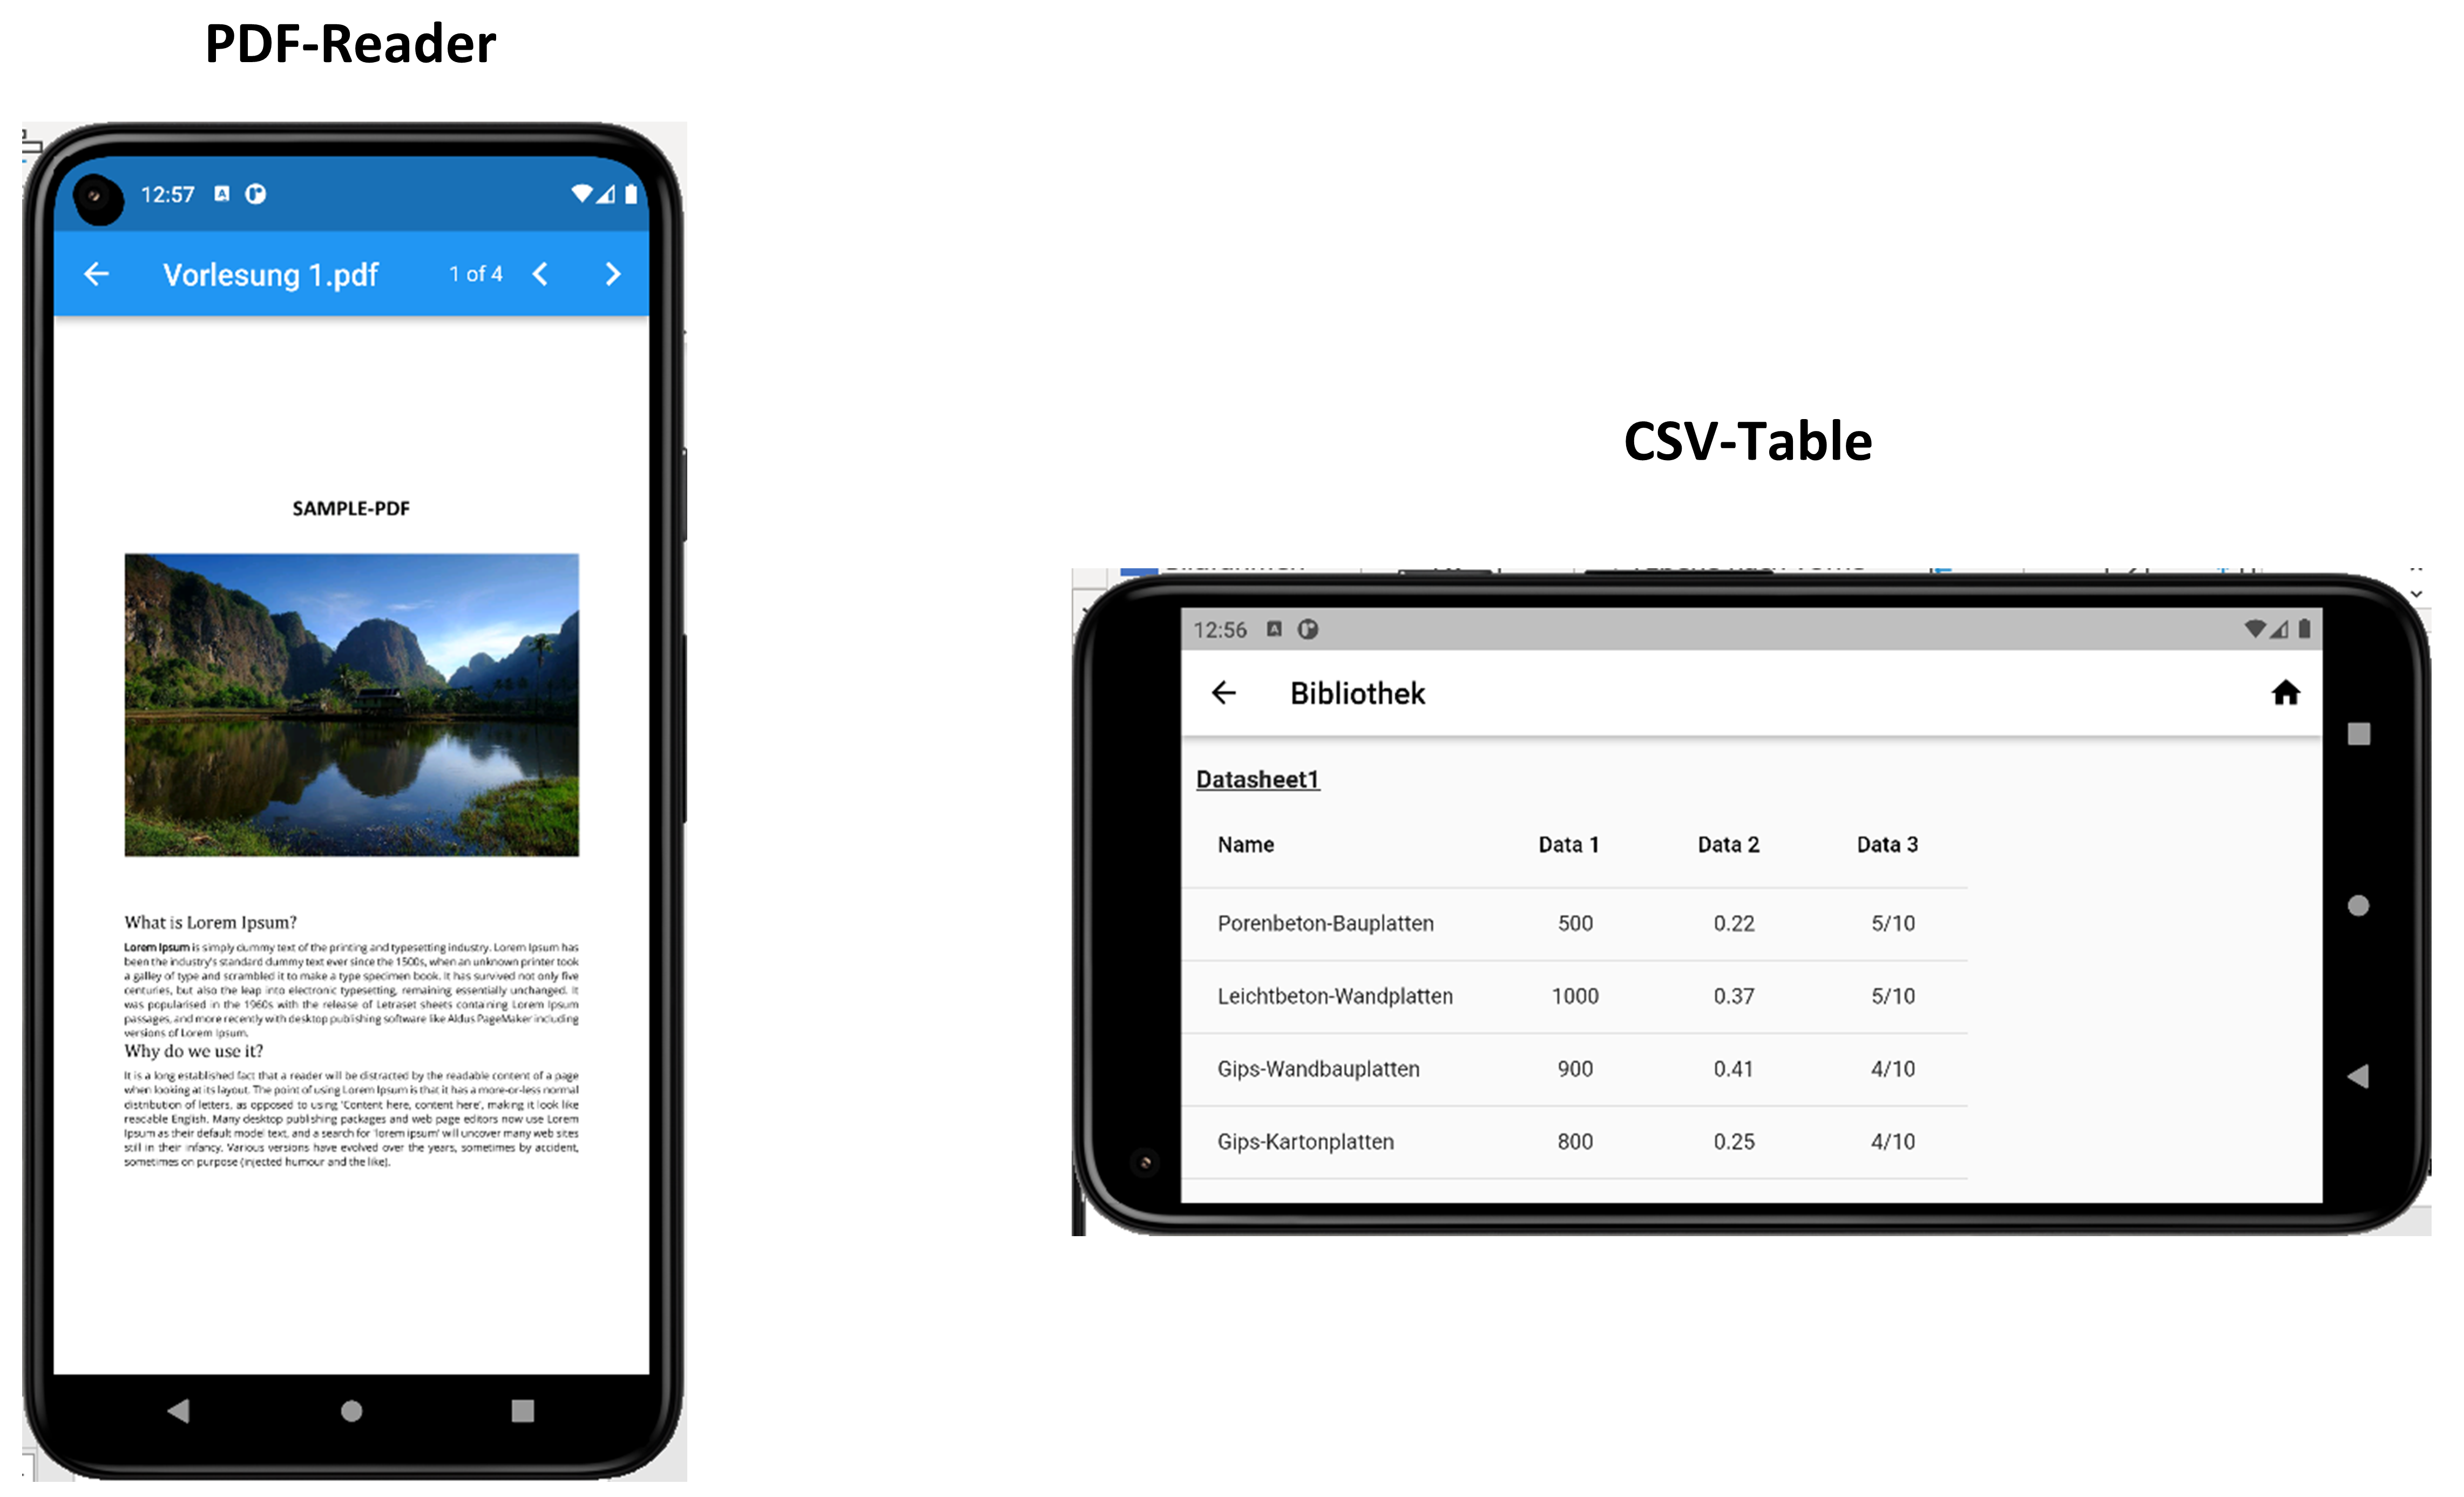 PDF-Reader
12:57
Vorlesung 1.pdf 1 of 4
SAMPLE-PDF
What is Lorem Ipsum?
Lorem Ipsum is simply dummy text of the printing and typesetting industry. Lorem Ipsum has
been the industry's standard dummy text ever since the 1500s, when an unknown printer took
a galley of type and scrambled it to make a type specimen book. It has survived not only five
centuries, but also the leap into electronic typesetting, remaining essentially unchanged. It
was popularised in the 1960s with the release of Letraset sheets containing Lorem Ipsum
passages, and more recently with desktop publishing software like Aldus PageMaker including
versions of Lorem Ipsum.
Why do we use it?
It is a long established fact that a reader will be distracted by the readable content of a page
when looking at its layout. The point of using Lorem Ipsum is that it has a more-or-less normal
distribution of letters, as opposed to using 'Content here, content here', making it look like
readable English. Many desktop publishing packages and web page editors now use Lorem
Ipsum as their default model text, and a search for 'lorem ipsum' will uncover many web sites
still in their infancy. Various versions have evolved over the years, sometimes by accident,
sometimes on purpose (injected humour and the like).
CSV-Table
12:56
Bibliothek
Datasheet1
Name Data 1 Data 2 Data 3
Porenbeton-Bauplatten 500 0.22 5/10
Leichtbeton-Wandplatten 1000 0.37 5/10
Gips-Wandbauplatten 900 0.41 4/10
Gips-Kartonplatten 800 0.25 4/10